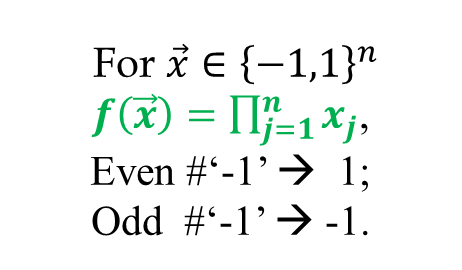 For x⃗ ∈ {−1,1}ⁿ
f(x⃗) = ∏ⁿⱼ₌₁ xⱼ,
Even #‘-1’ → 1;
Odd #‘-1’ → -1.